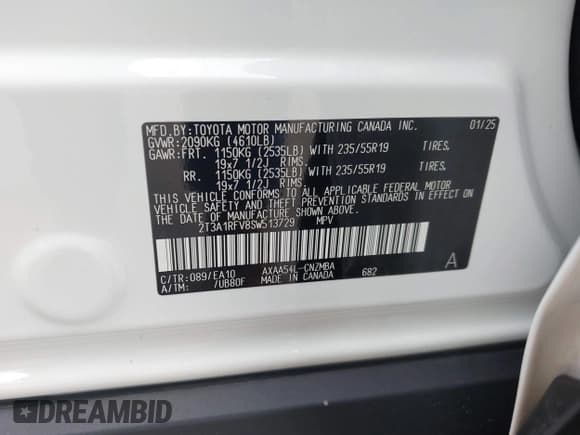 MFD.BY:TOYOTA MOTOR MANUFACTURING CANADA INC. 01/25
GVWR:2090KG (4610LB)
GAWR:FRT. 1150KG (2535LB) WITH 235/55R19 TIRES.
19x7 1/2J RIMS.
RR. 1150KG (2535LB) WITH 235/55R19 TIRES.
19x7 1/2J RIMS.
THIS VEHICLE CONFORMS TO ALL APPLICABLE FEDERAL MOTOR
VEHICLE SAFETY AND THEFT PREVENTION STANDARDS IN EFFECT
ON THE DATE OF MANUFACTURE SHOWN ABOVE.
2T3A1RFV8SW513729 MPV
C/TR:089/EA10 AXAA54L-CNZMBA 682 A
A/TM: /UB80F MADE IN CANADA
DREAMBID